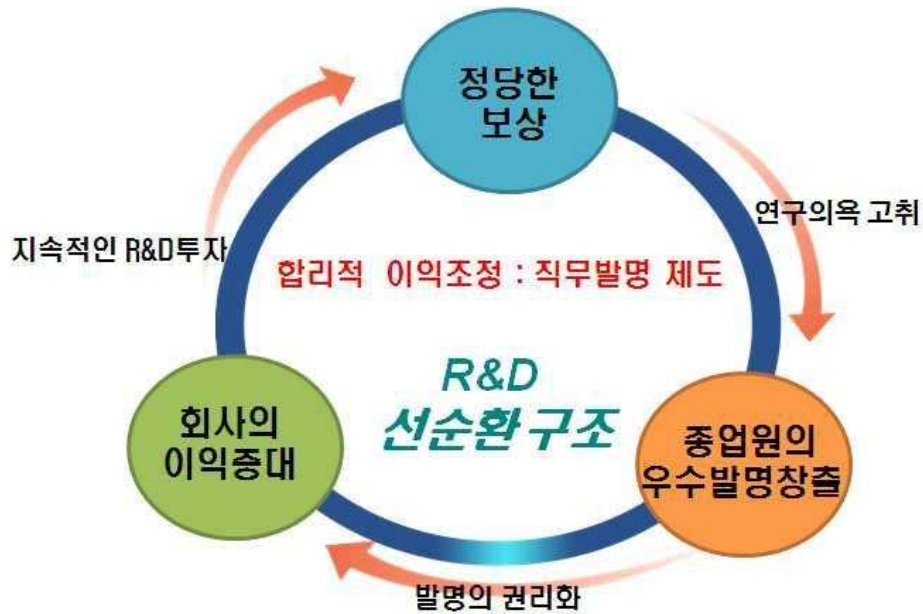 정당한
보상
연구의욕 고취
지속적인 R&D투자
합리적 이익조정 : 직무발명 제도
R&D
선순환 구조
회사의
이익증대
종업원의
우수발명창출
발명의 권리화